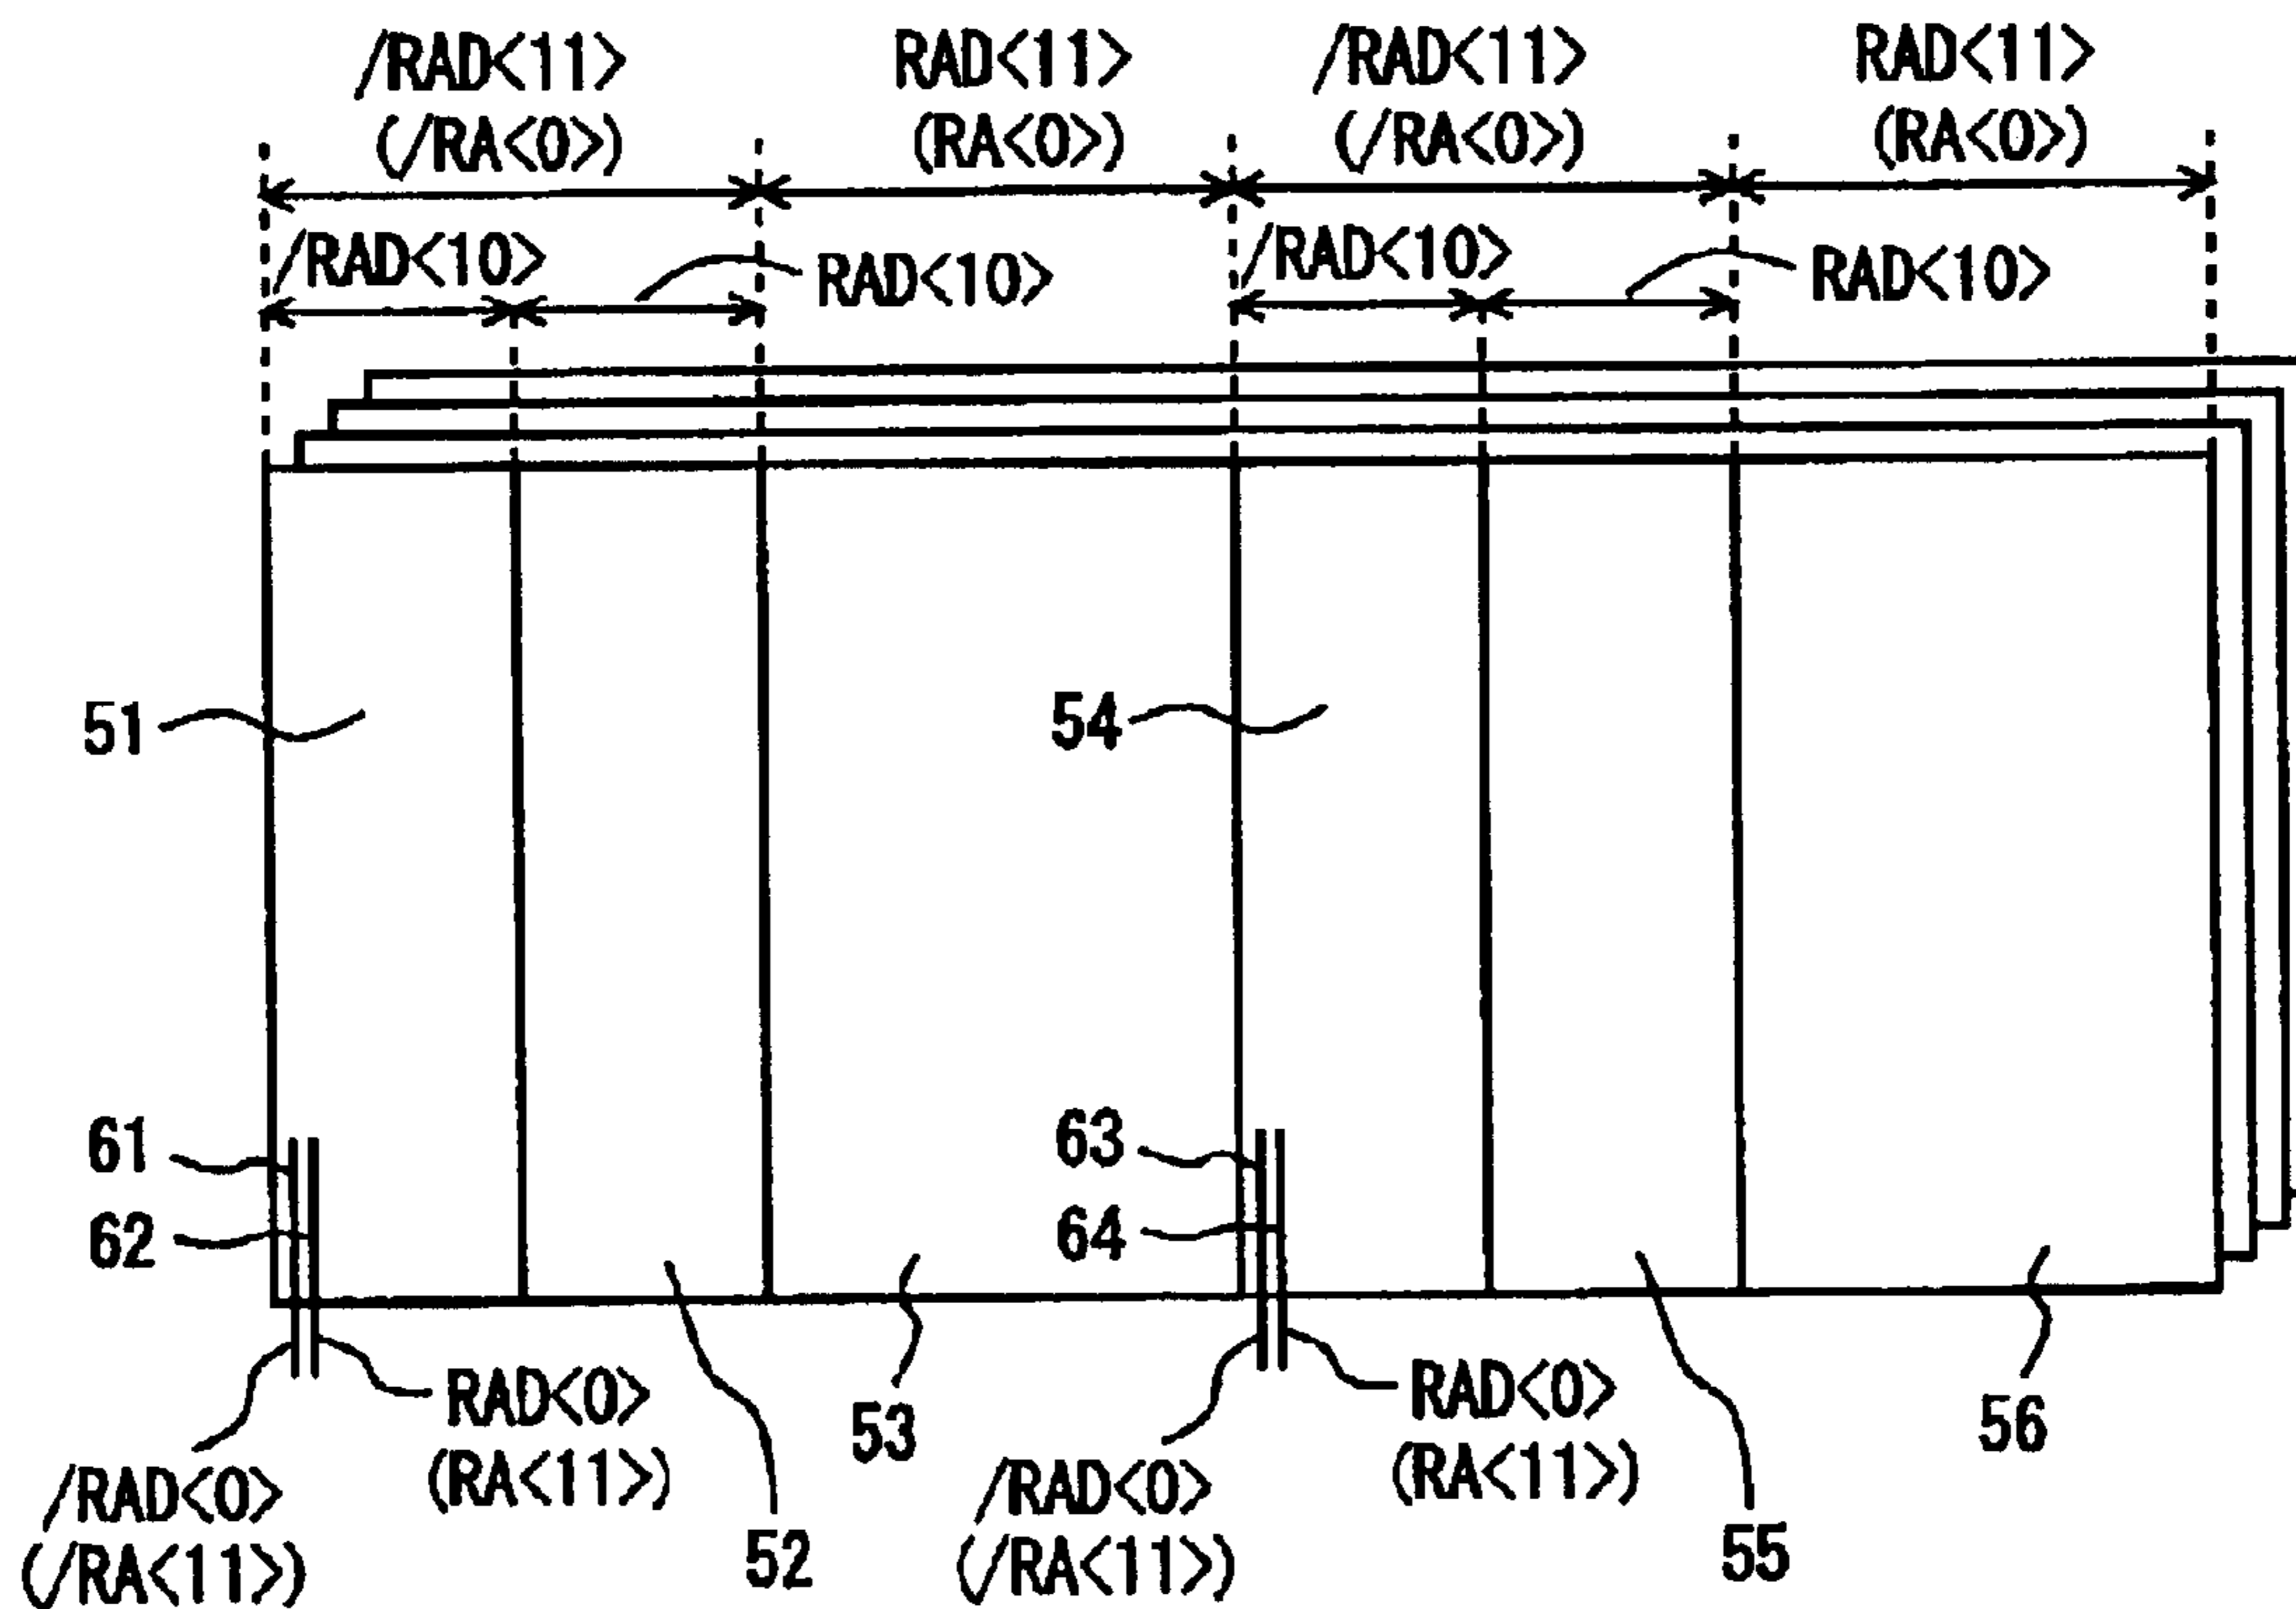 /RAD<11>
(/RA<0>)
RAD<11>
(RA<0>)
/RAD<11>
(/RA<0>)
RAD<11>
(RA<0>)
/RAD<10>
RAD<10>
/RAD<10>
RAD<10>
51
54
61
62
63
64
RAD<0>
(RA<11>)
/RAD<0>
(/RA<11>)
52
53
RAD<0>
(RA<11>)
/RAD<0>
(/RA<11>)
55
56